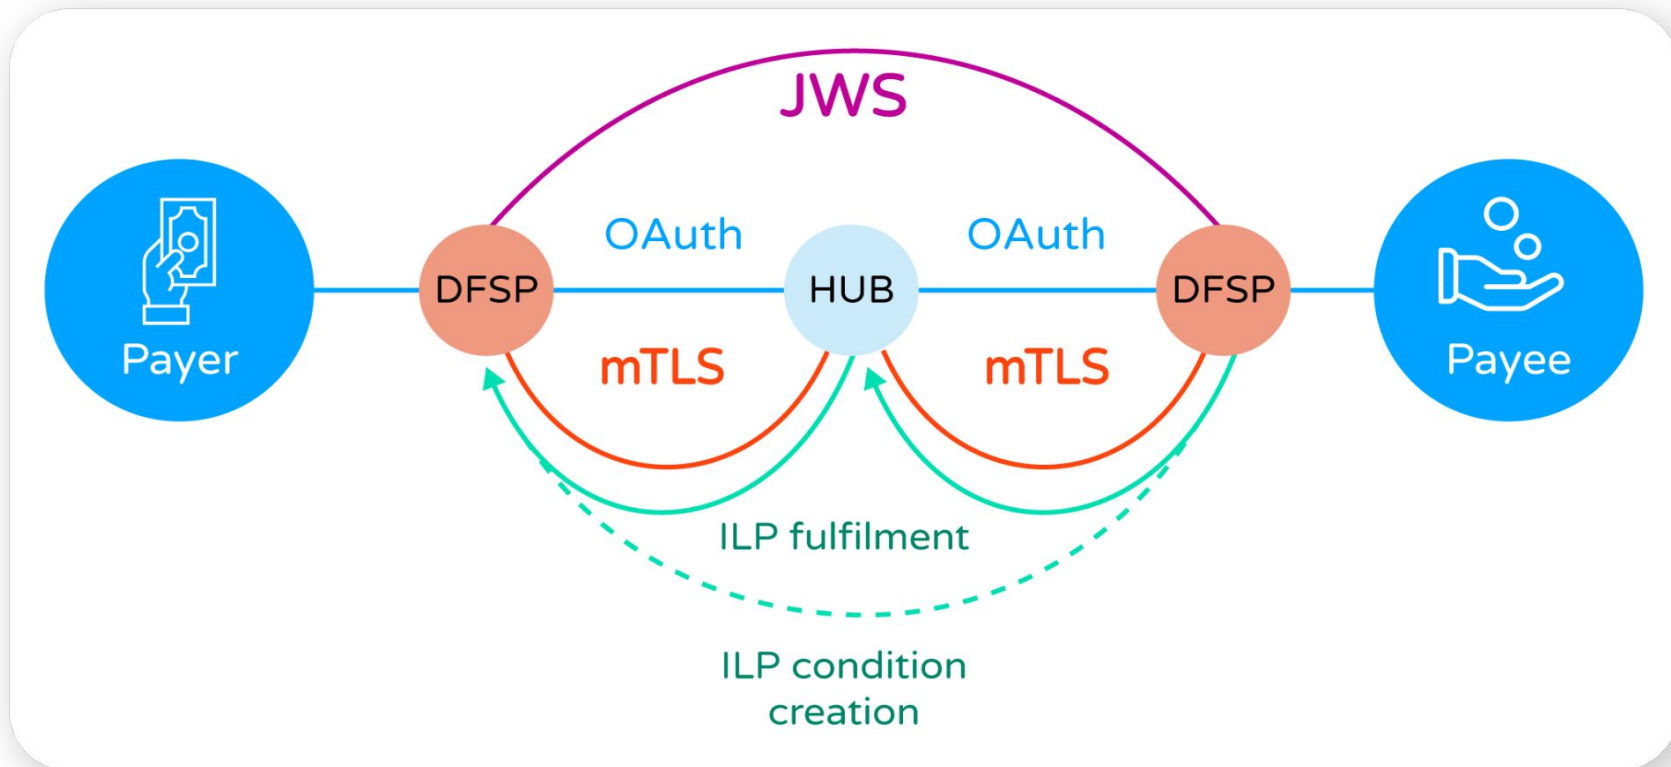 JWS
OAuth
OAuth
DFSP
HUB
DFSP
Payer
mTLS
mTLS
Payee
ILP fulfilment
ILP condition
creation